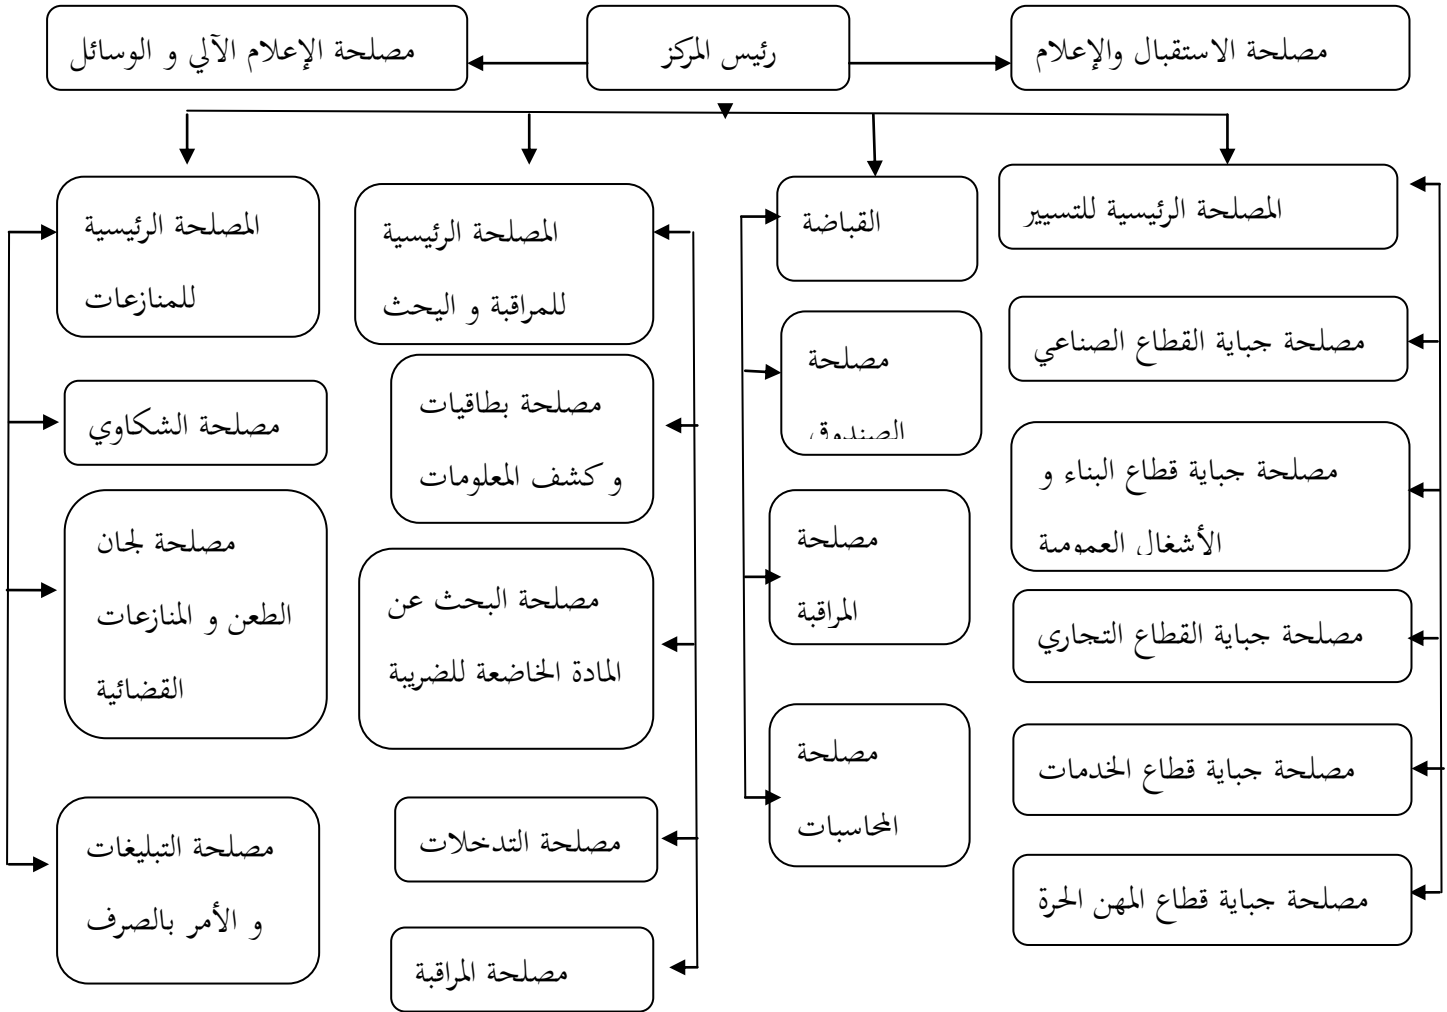 مصلحة الاستقبال والإعلام
رئيس المركز
مصلحة الإعلام الآلي و الوسائل
المصلحة الرئيسية للتسيير
مصلحة جباية القطاع الصناعي
مصلحة جباية قطاع البناء و
الأشغال العمومية
مصلحة جباية القطاع التجاري
مصلحة جباية قطاع الخدمات
مصلحة جباية قطاع المهن الحرة
القباضة
مصلحة
الصندوق
مصلحة
المراقبة
مصلحة
المحاسبات
المصلحة الرئيسية
للمراقبة و اليحث
مصلحة بطاقيات
و كشف المعلومات
مصلحة البحث عن
المادة الخاضعة للضريبة
مصلحة التدخلات
مصلحة المراقبة
المصلحة الرئيسية
للمنازعات
مصلحة الشكاوي
مصلحة لجان
الطعن و المنازعات
القضائية
مصلحة التبليغات
و الأمر بالصرف